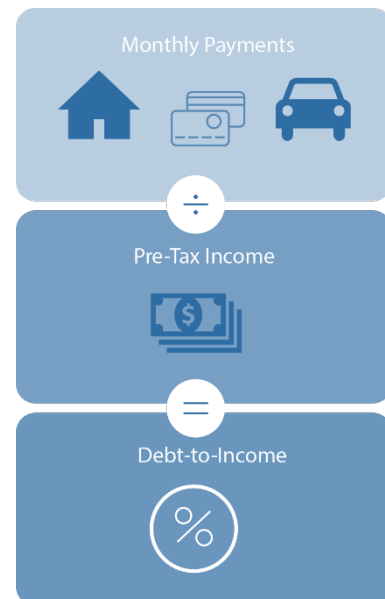 Monthly Payments
÷
Pre-Tax Income
$
=
Debt-to-Income
%